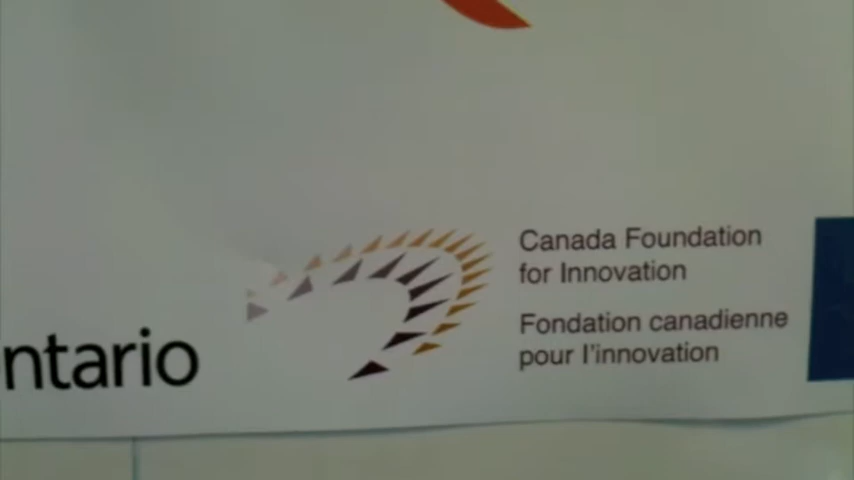 ntario
Canada Foundation
for Innovation
Fondation canadienne
pour l'innovation